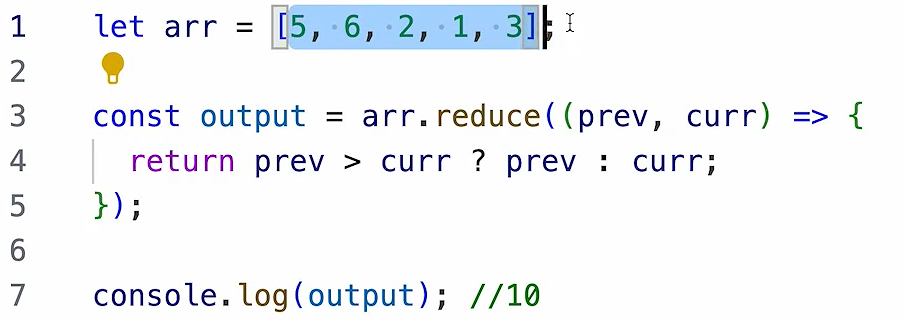 1 let arr = [5, 6, 2, 1, 3];
2
3 const output = arr.reduce((prev, curr) => {
4 return prev > curr ? prev : curr;
5 });
6
7 console.log(output); //10